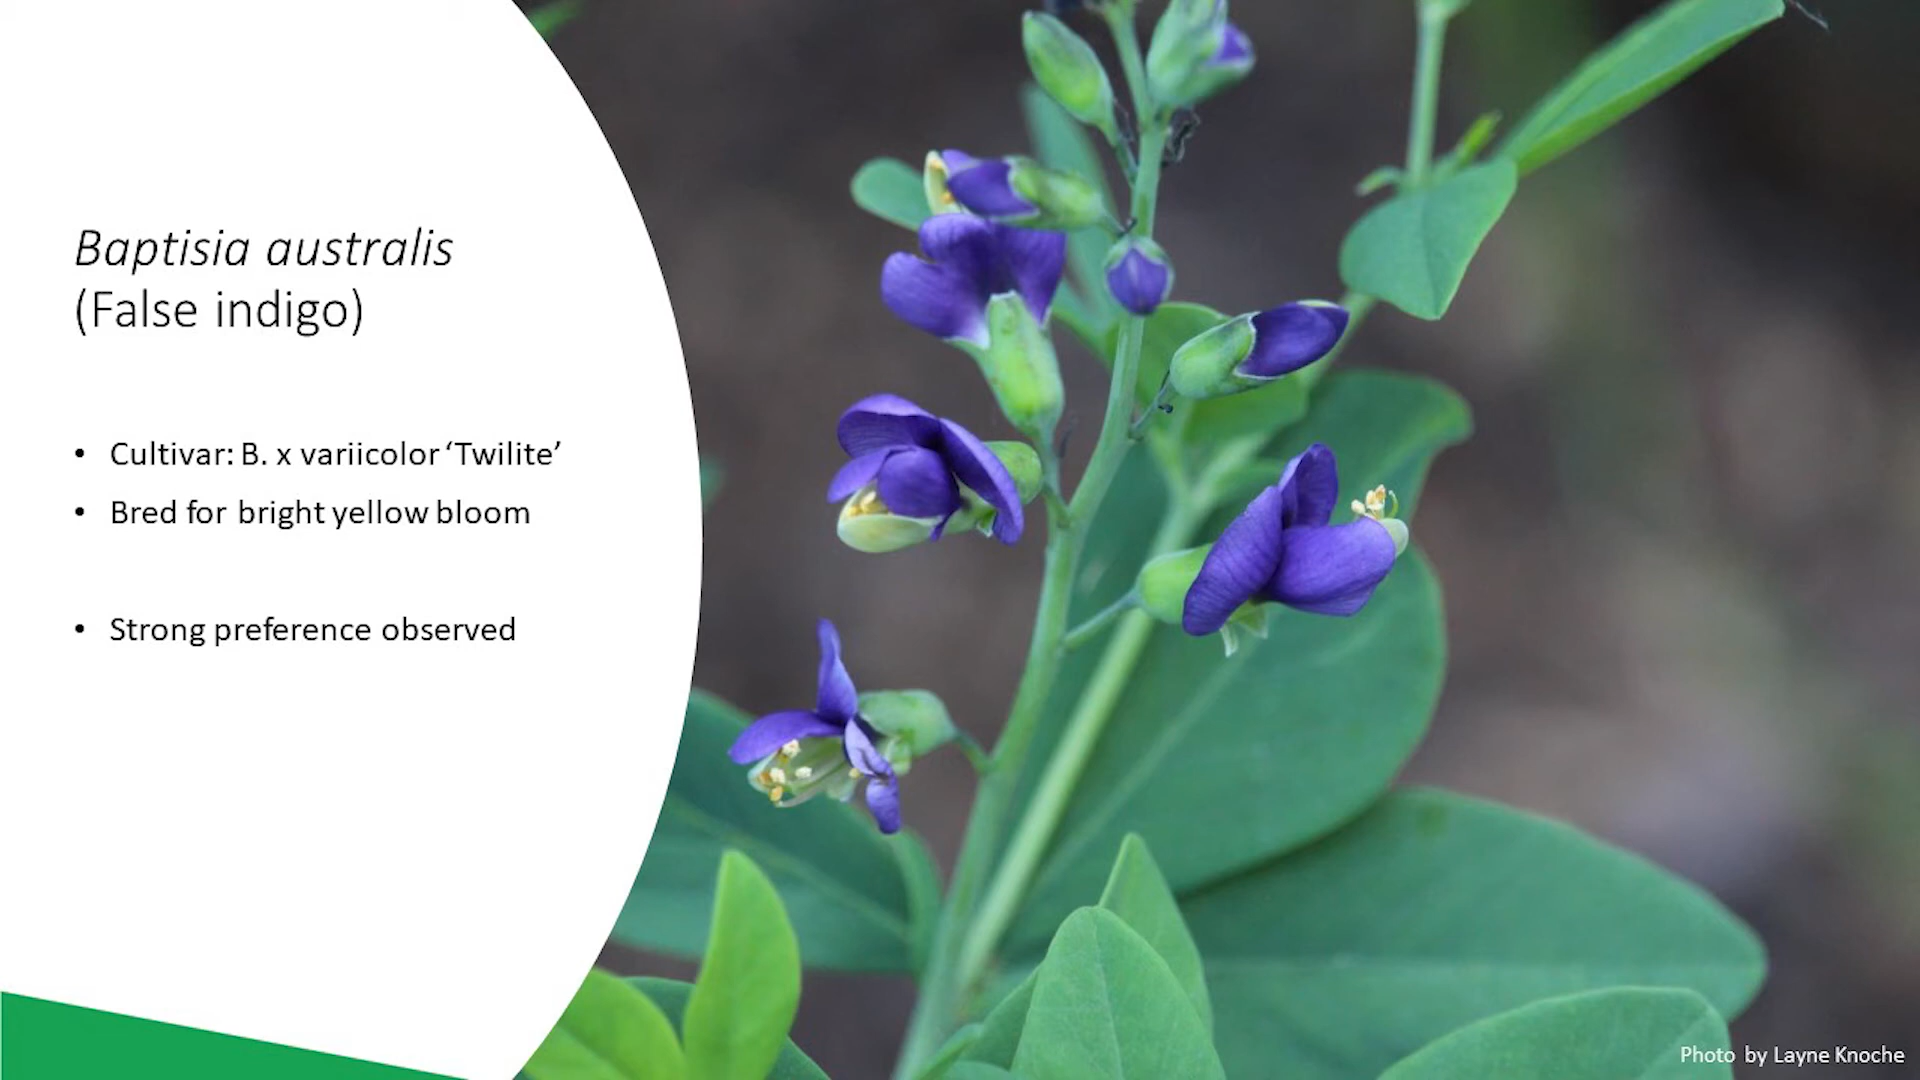 Baptisia australis
(False indigo)
• Cultivar: B. x variicolor ‘Twilite’
• Bred for bright yellow bloom
• Strong preference observed
Photo by Layne Knoche